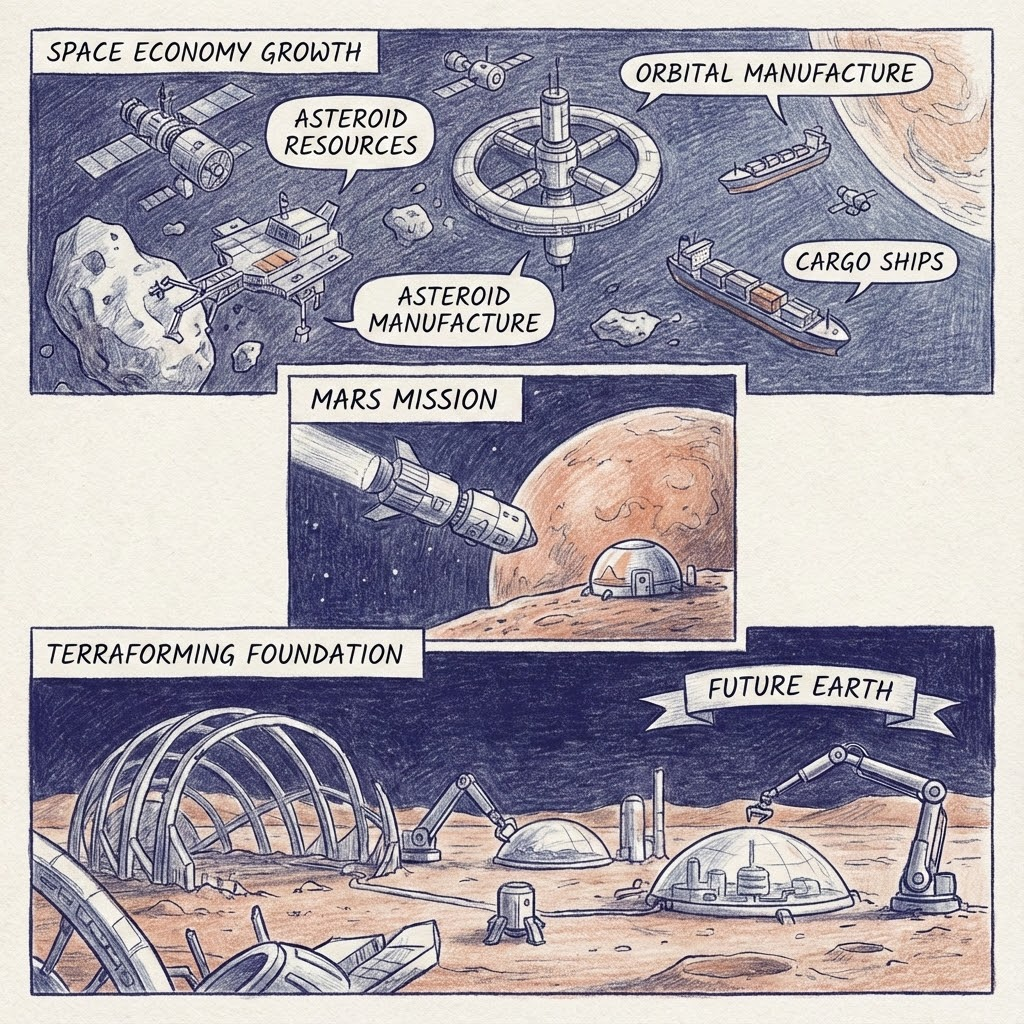 SPACE ECONOMY GROWTH
ORBITAL MANUFACTURE
ASTEROID
RESOURCES
CARGO SHIPS
ASTEROID
MANUFACTURE
MARS MISSION
TERRAFORMING FOUNDATION
FUTURE EARTH